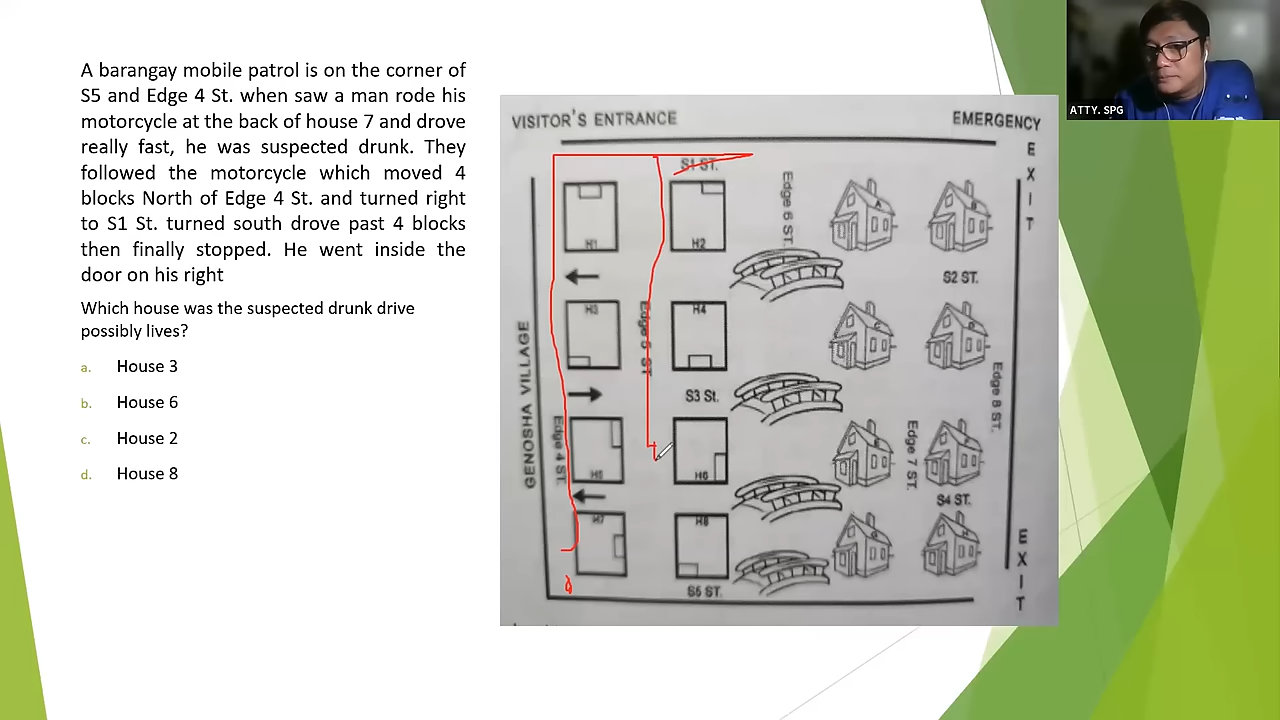 A barangay mobile patrol is on the corner of
S5 and Edge 4 St. when saw a man rode his
motorcycle at the back of house 7 and drove
really fast, he was suspected drunk. They
followed the motorcycle which moved 4
blocks North of Edge 4 St. and turned right
to S1 St. turned south drove past 4 blocks
then finally stopped. He went inside the
door on his right
Which house was the suspected drunk drive
possibly lives?
a. House 3
b. House 6
c. House 2
d. House 8
VISITOR'S ENTRANCE
EMERGENCY
EXIT
S1 ST.
Edge 6 ST.
H1
H2
A
B
S2 ST.
GENOSHA VILLAGE
H3
Edge 5 ST
H4
C
D
Edge 8 ST.
S3 St.
Edge 4 ST.
H5
H6
Edge 7 ST.
S4 ST.
H7
H8
G
H
S5 ST.
EXIT
ATTY. SPG